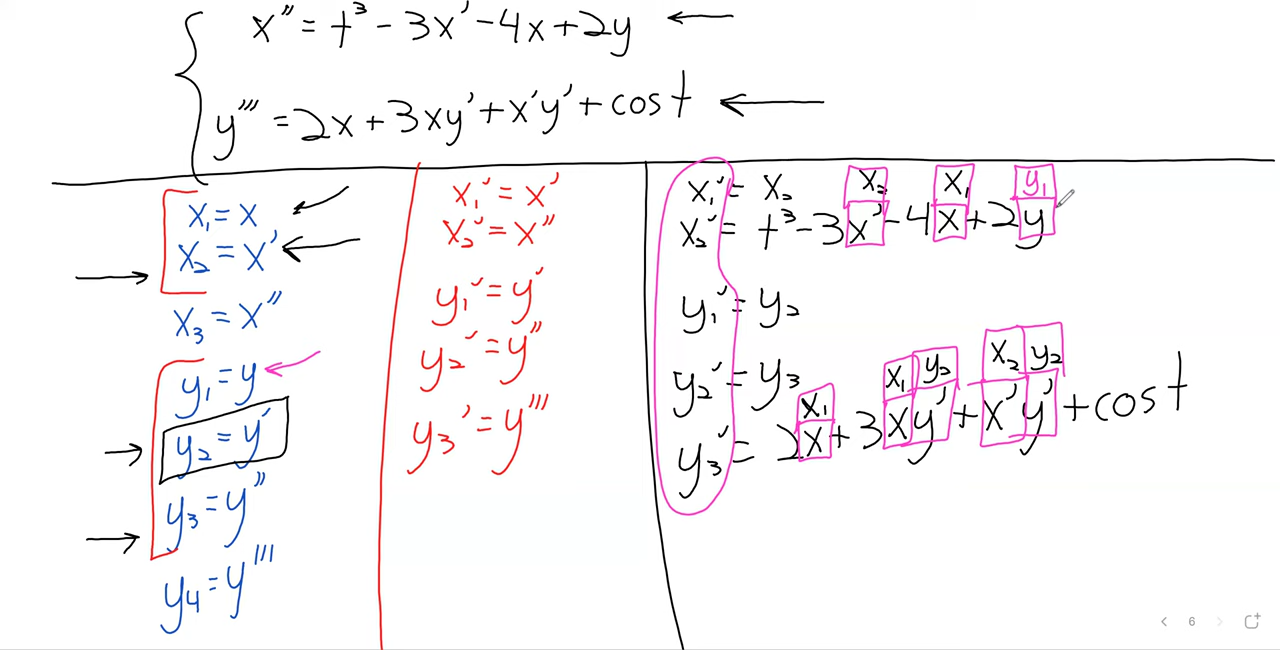 x'' = t³ - 3x' - 4x + 2y
y''' = 2x + 3xy' + x'y' + cos t
x₁ = x
x₂ = x'
x₃ = x''
y₁ = y
y₂ = y'
y₃ = y''
y₄ = y'''
x₁' = x'
x₂' = x''
y₁' = y'
y₂' = y''
y₃' = y'''
x₁' = x₂
x₂ x₁ y₁
x₂' = t³ - 3x' - 4x + 2y
y₁' = y₂
y₂' = y₃
x₁ x₁ y₂ x₂ y₂
y₃' = 2x + 3xy' + x'y' + cos t
6